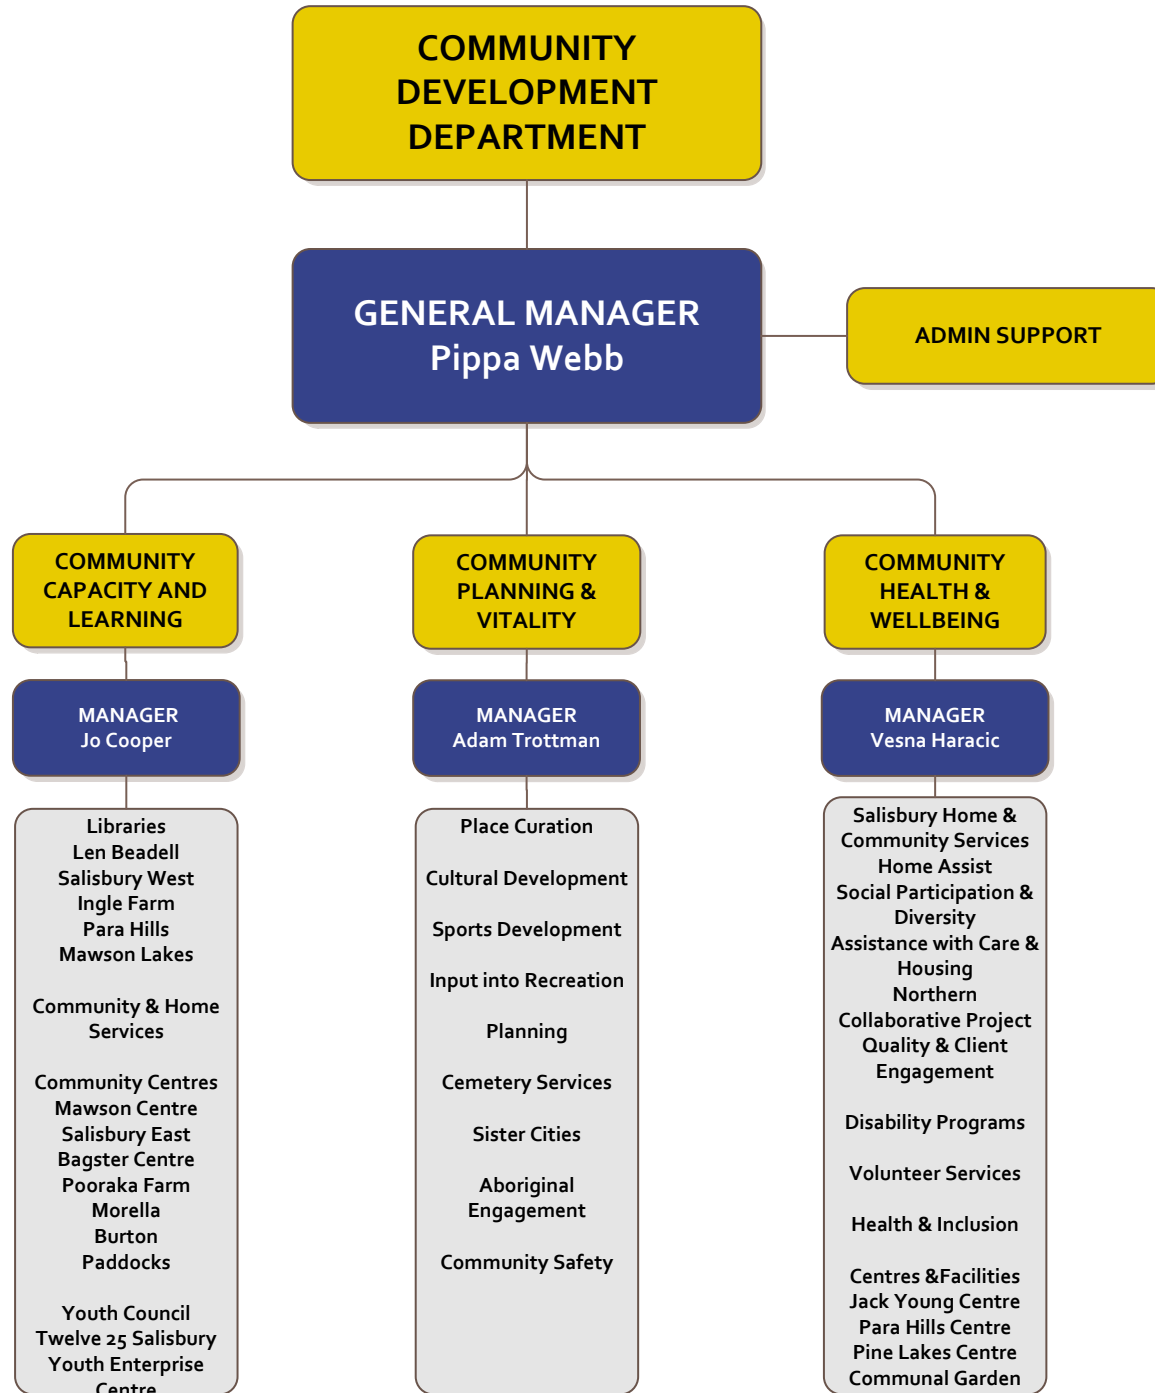 COMMUNITY
DEVELOPMENT
DEPARTMENT
GENERAL MANAGER
Pippa Webb
ADMIN SUPPORT
COMMUNITY
CAPACITY AND
LEARNING
MANAGER
Jo Cooper
Libraries
Len Beadell
Salisbury West
Ingle Farm
Para Hills
Mawson Lakes
Community & Home
Services
Community Centres
Mawson Centre
Salisbury East
Bagster Centre
Pooraka Farm
Morella
Burton
Paddocks
Youth Council
Twelve 25 Salisbury
Youth Enterprise
Centre
COMMUNITY
PLANNING &
VITALITY
MANAGER
Adam Trottman
Place Curation
Cultural Development
Sports Development
Input into Recreation
Planning
Cemetery Services
Sister Cities
Aboriginal
Engagement
Community Safety
COMMUNITY
HEALTH &
WELLBEING
MANAGER
Vesna Haracic
Salisbury Home &
Community Services
Home Assist
Social Participation &
Diversity
Assistance with Care &
Housing
Northern
Collaborative Project
Quality & Client
Engagement
Disability Programs
Volunteer Services
Health & Inclusion
Centres &Facilities
Jack Young Centre
Para Hills Centre
Pine Lakes Centre
Communal Garden